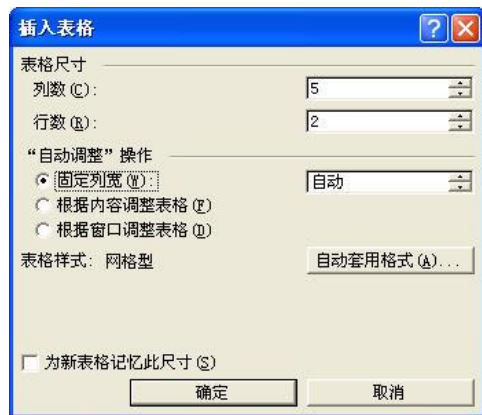 插入表格
表格尺寸
列数(C): 5
行数(R): 2
“自动调整”操作
固定列宽(W): 自动
根据内容调整表格(F)
根据窗口调整表格(D)
表格样式: 网格型 自动套用格式(A)...
为新表格记忆此尺寸(S)
确定 取消